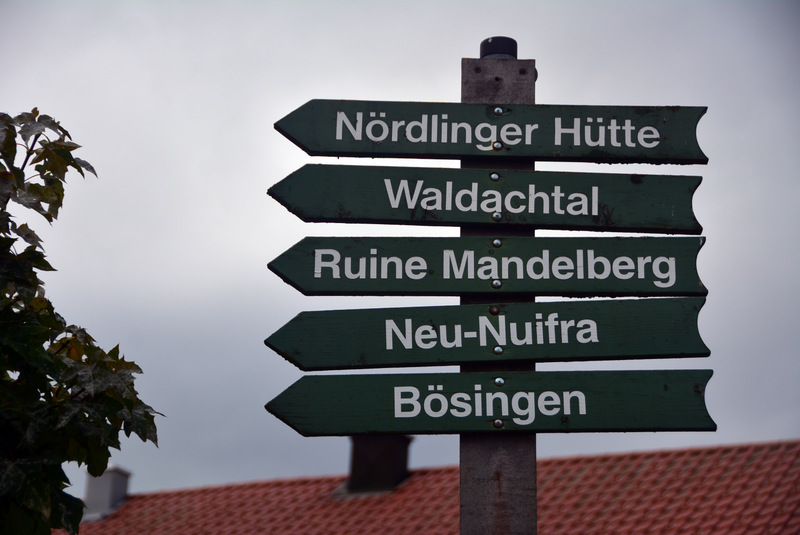 Nördlinger Hütte
Waldachtal
Ruine Mandelberg
Neu-Nuifra
Bösingen